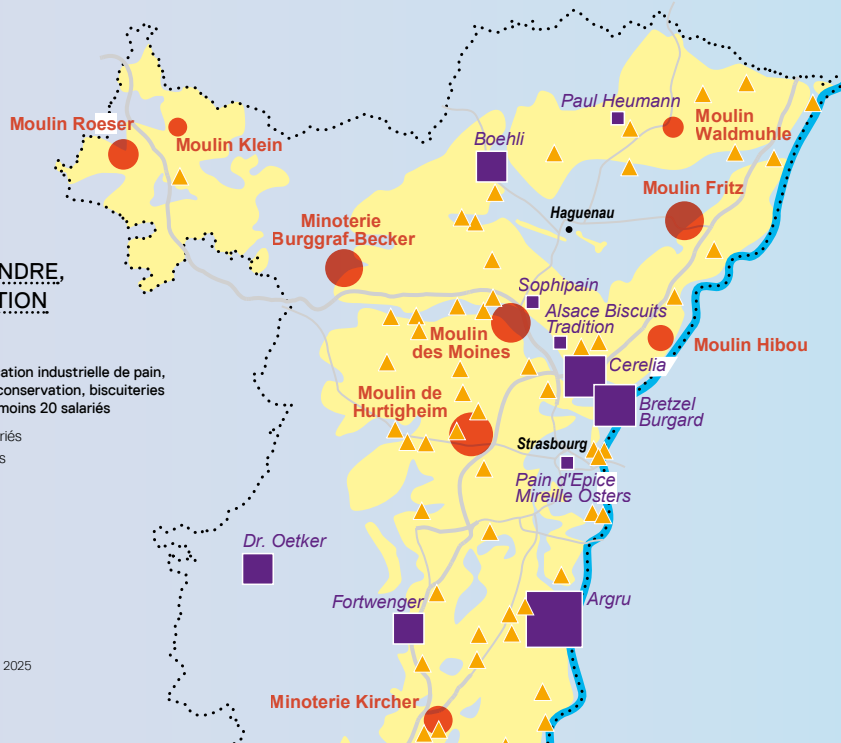 Paul Heumann
Moulin Roeser
Moulin
Waldmuhle
Boehli
Moulin Klein
Moulin Fritz
Haguenau
Minoterie
Burggraf-Becker
NDRE,
TION
Sophipain
Alsace Biscuits
Tradition
Moulin
des Moines
Moulin Hibou
Cerelia
ation industrielle de pain,
conservation, biscuiteries
moins 20 salariés
Moulin de
Hurtigheim
Bretzel
Burgard
riés
s
Strasbourg
Pain d'Epice
Mireille Osters
Dr. Oetker
Fortwenger
Argru
2025
Minoterie Kircher